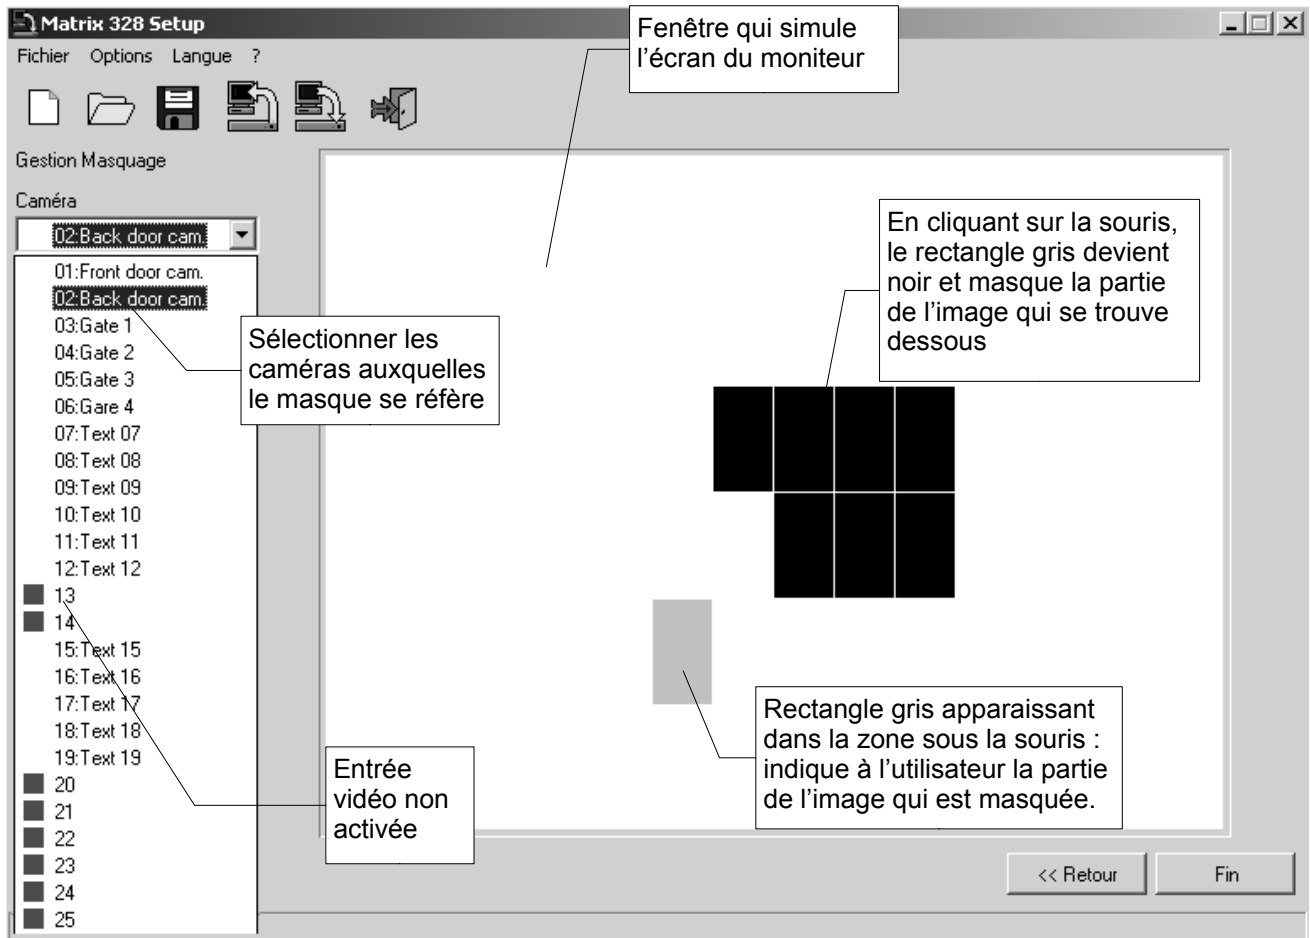 Matrix 328 Setup
Fichier Options Langue ?
Fenêtre qui simule
l'écran du moniteur
Gestion Masquage
Caméra
02:Back door cam.
01:Front door cam.
02:Back door cam.
03:Gate 1
04:Gate 2
05:Gate 3
06:Gare 4
07:Text 07
08:Text 08
09:Text 09
10:Text 10
11:Text 11
12:Text 12
13
14
15:Text 15
16:Text 16
17:Text 17
18:Text 18
19:Text 19
20
21
22
23
24
25
Sélectionner les
caméras auxquelles
le masque se réfère
En cliquant sur la souris,
le rectangle gris devient
noir et masque la partie
de l'image qui se trouve
dessous
Entrée
vidéo non
activée
Rectangle gris apparaissant
dans la zone sous la souris :
indique à l'utilisateur la partie
de l'image qui est masquée.
<< Retour
Fin